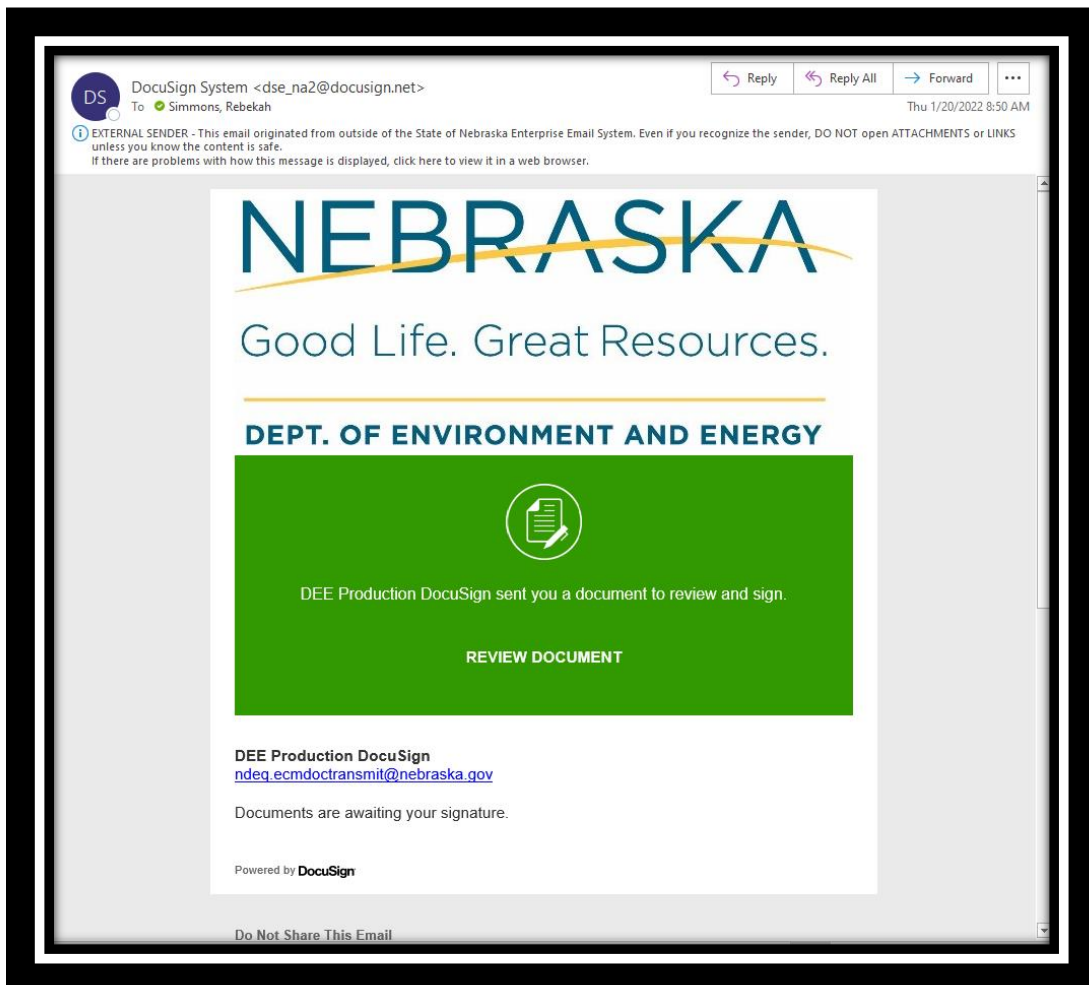 DS
DocuSign System <dse_na2@docusign.net>
To Simmons, Rebekah
Reply
Reply All
Forward
Thu 1/20/2022 8:50 AM
EXTERNAL SENDER - This email originated from outside of the State of Nebraska Enterprise Email System. Even if you recognize the sender, DO NOT open ATTACHMENTS or LINKS
unless you know the content is safe.
If there are problems with how this message is displayed, click here to view it in a web browser.
NEBRASKA
Good Life. Great Resources.
DEPT. OF ENVIRONMENT AND ENERGY
DEE Production DocuSign sent you a document to review and sign.
REVIEW DOCUMENT
DEE Production DocuSign
ndeq.ecmdoctransmit@nebraska.gov
Documents are awaiting your signature.
Powered by DocuSign
Do Not Share This Email